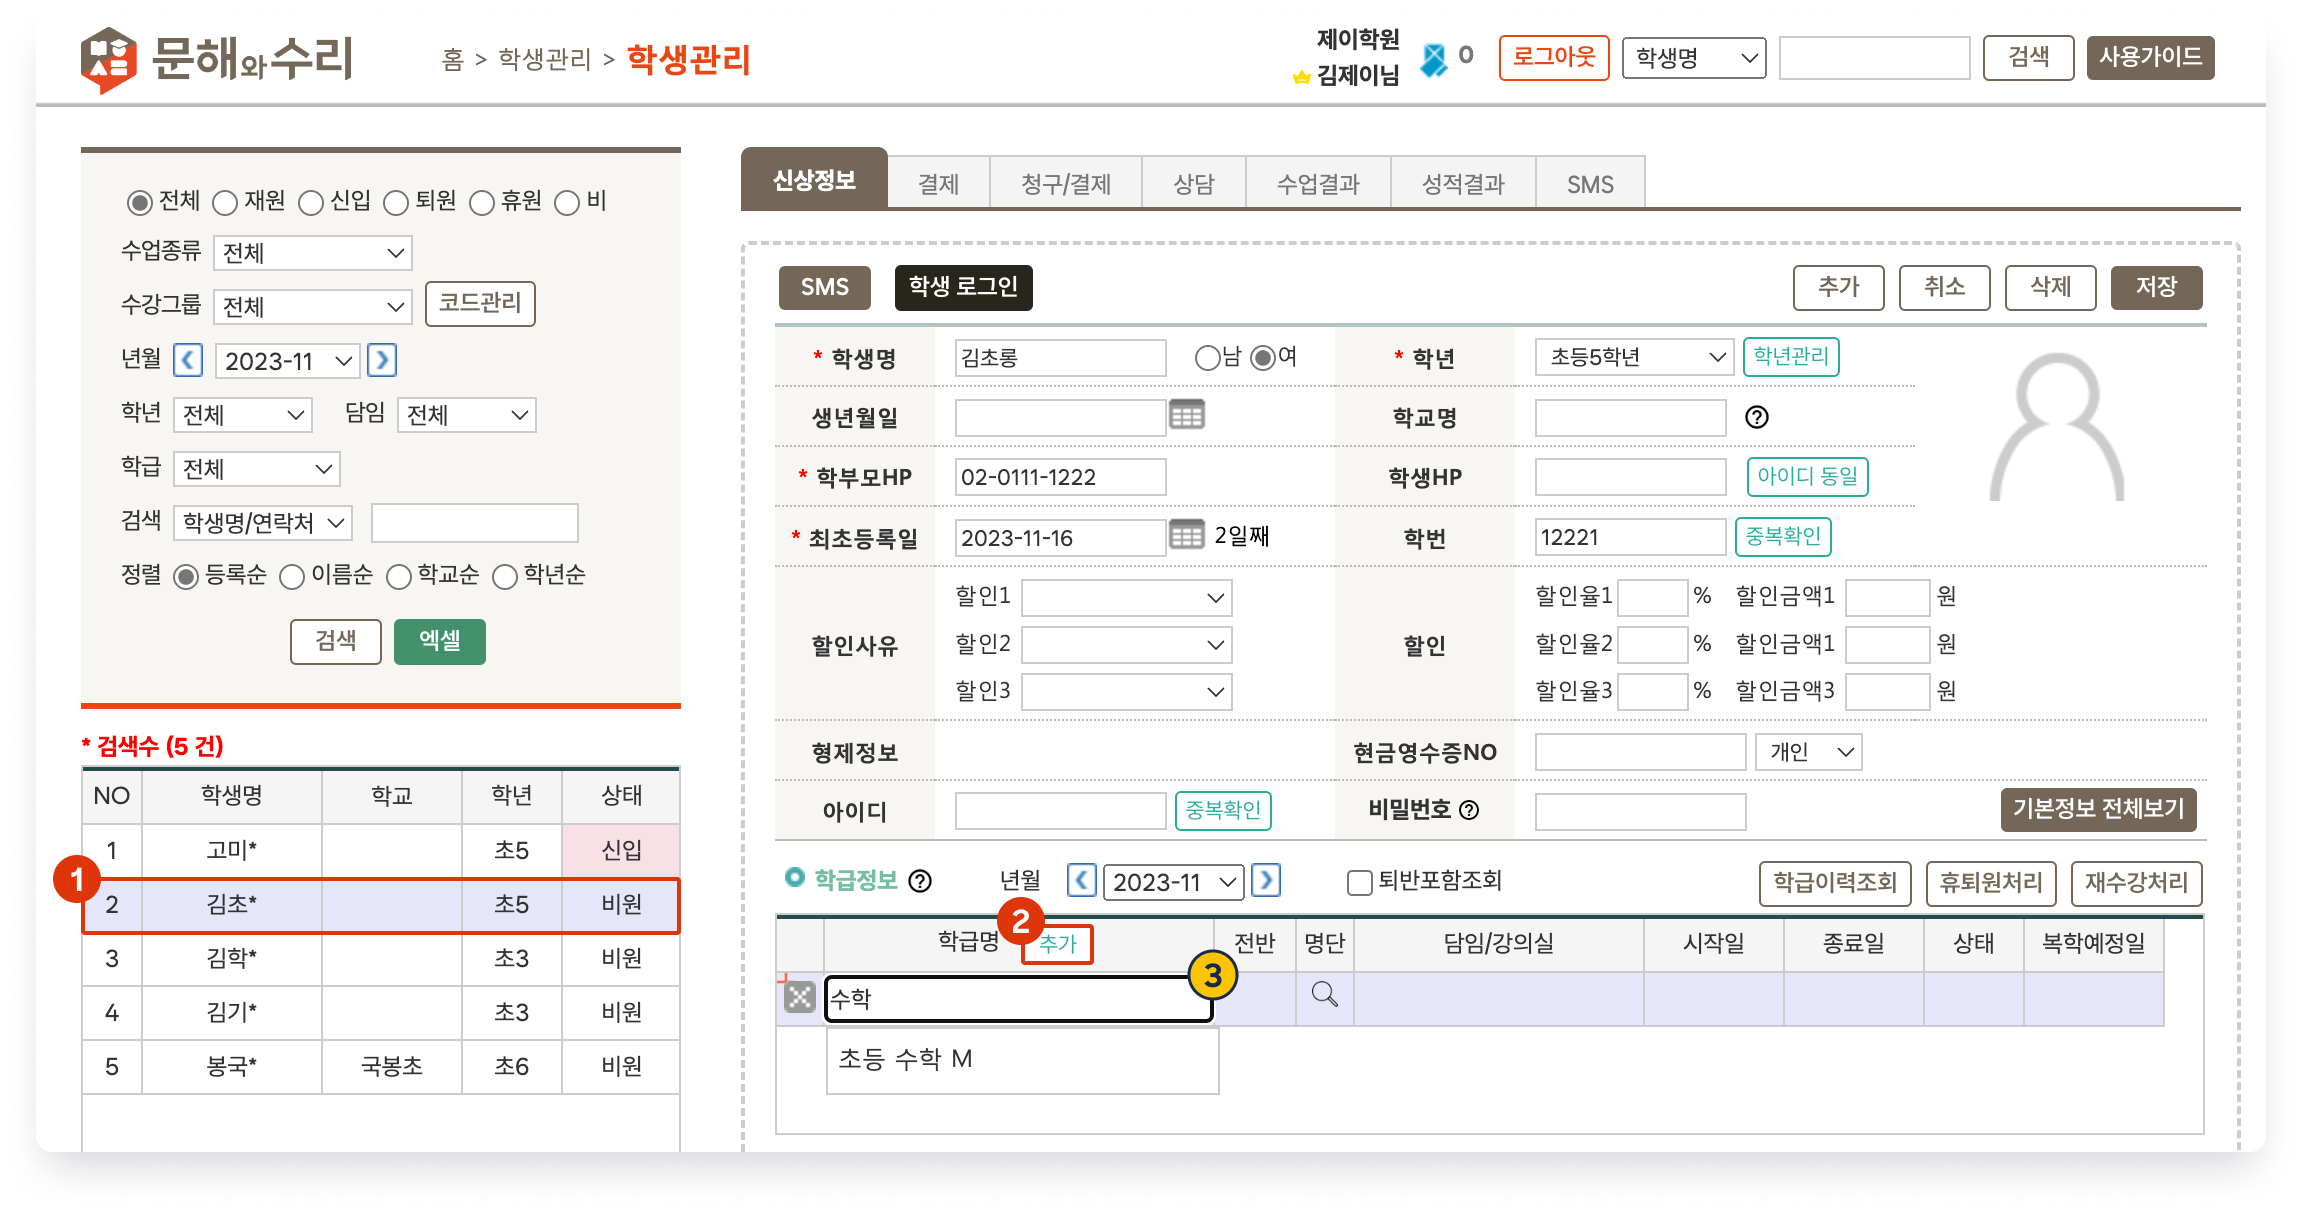 문해와수리
홈 > 학생관리 > 학생관리
제이학원
김제이님
0
로그아웃
학생명
검색
사용가이드
전체 재원 신입 퇴원 휴원 비
수업종류 전체
수강그룹 전체 코드관리
년월 2023-11
학년 전체 담임 전체
학급 전체
검색 학생명/연락처
정렬 등록순 이름순 학교순 학년순
검색 엑셀
* 검색수 (5 건)
NO 학생명 학교 학년 상태
1 고미* 초5 신입
1
2 김초* 초5 비원
3 김학* 초3 비원
4 김기* 초3 비원
5 봉국* 국봉초 초6 비원
신상정보 결제 청구/결제 상담 수업결과 성적결과 SMS
SMS 학생 로그인 추가 취소 삭제 저장
* 학생명 김초롱 남 여 * 학년 초등5학년 학년관리
생년월일 학교명 ?
* 학부모HP 02-0111-1222 학생HP 아이디 동일
* 최초등록일 2023-11-16 2일째 학번 12221 중복확인
할인사유 할인
할인1 할인율1 % 할인금액1 원
할인2 할인율2 % 할인금액1 원
할인3 할인율3 % 할인금액3 원
형제정보 현금영수증NO 개인
아이디 중복확인 비밀번호 ? 기본정보 전체보기
학급정보 ? 년월 2023-11 퇴반포함조회 학급이력조회 휴퇴원처리 재수강처리
2
학급명 추가 전반 명단 담임/강의실 시작일 종료일 상태 복학예정일
3
수학
초등 수학 M